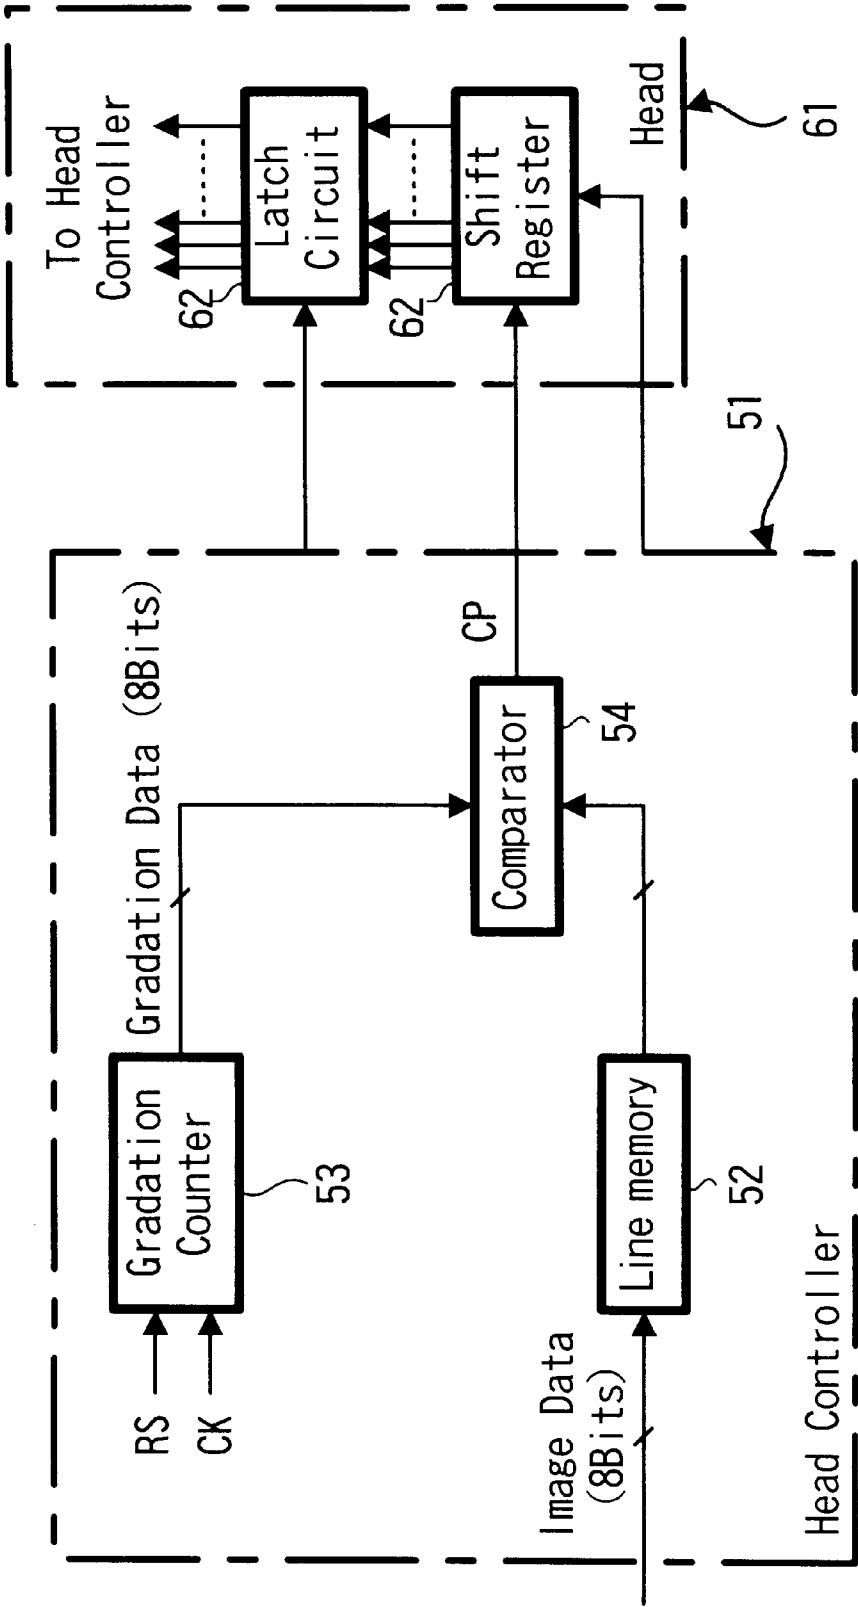 RS
CK
Gradation
Counter
53
Gradation Data (8Bits)
Image Data
(8Bits)
Line memory
52
Comparator
54
CP
Head Controller
51
To Head
Controller
Latch
Circuit
62
Shift
Register
62
Head
61